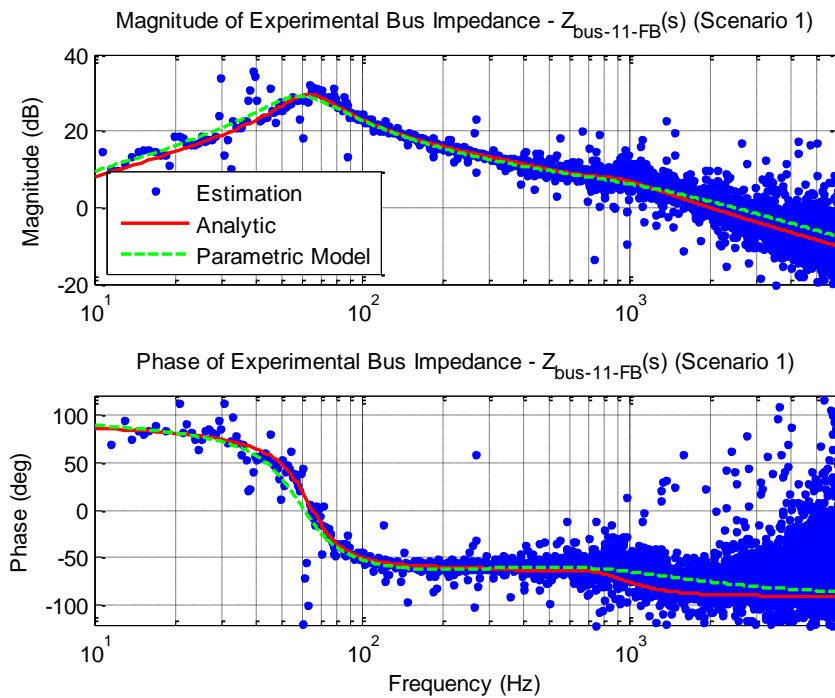 Magnitude of Experimental Bus Impedance - Z_bus-11-FB(s) (Scenario 1)
40
20
0
-20
Magnitude (dB)
Estimation
Analytic
Parametric Model
10^1
10^2
10^3
Phase of Experimental Bus Impedance - Z_bus-11-FB(s) (Scenario 1)
100
50
0
-50
-100
Phase (deg)
10^1
10^2
10^3
Frequency (Hz)